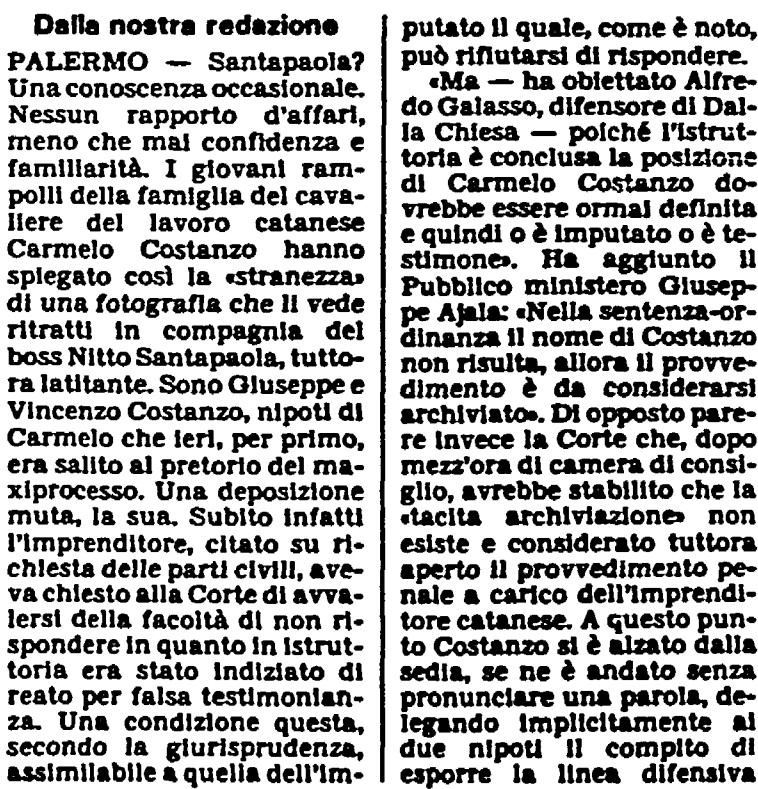 Dalla nostra redazione
PALERMO — Santapaola?
Una conoscenza occasionale.
Nessun rapporto d'affari,
meno che mai confidenza e
familiarità. I giovani ram-
polli della famiglia del cava-
liere del lavoro catanese
Carmelo Costanzo hanno
spiegato così la «stranezza»
di una fotografia che li vede
ritratti in compagnia del
boss Nitto Santapaola, tutto-
ra latitante. Sono Giuseppe e
Vincenzo Costanzo, nipoti di
Carmelo che ieri, per primo,
era salito al pretorio del ma-
xiprocesso. Una deposizione
muta, la sua. Subito infatti
l'imprenditore, citato su ri-
chiesta delle parti civili, ave-
va chiesto alla Corte di avva-
lersi della facoltà di non ri-
spondere in quanto in istrut-
toria era stato indiziato di
reato per falsa testimonian-
za. Una condizione questa,
secondo la giurisprudenza,
assimilabile a quella dell'im-
putato il quale, come è noto,
può rifiutarsi di rispondere.
«Ma — ha obiettato Alfre-
do Galasso, difensore di Dal-
la Chiesa — poiché l'istrut-
toria è conclusa la posizione
di Carmelo Costanzo do-
vrebbe essere ormai definita
e quindi o è imputato o è te-
stimone». Ha aggiunto il
Pubblico ministero Giusep-
pe Ajala: «Nella sentenza-or-
dinanza il nome di Costanzo
non risulta, allora il provve-
dimento è da considerarsi
archiviato». Di opposto pare-
re invece la Corte che, dopo
mezz'ora di camera di consi-
glio, avrebbe stabilito che la
«tacita archiviazione» non
esiste e considerato tuttora
aperto il provvedimento pe-
nale a carico dell'imprendi-
tore catanese. A questo pun-
to Costanzo si è alzato dalla
sedia, se ne è andato senza
pronunciare una parola, de-
legando implicitamente ai
due nipoti il compito di
esporre la linea difensiva